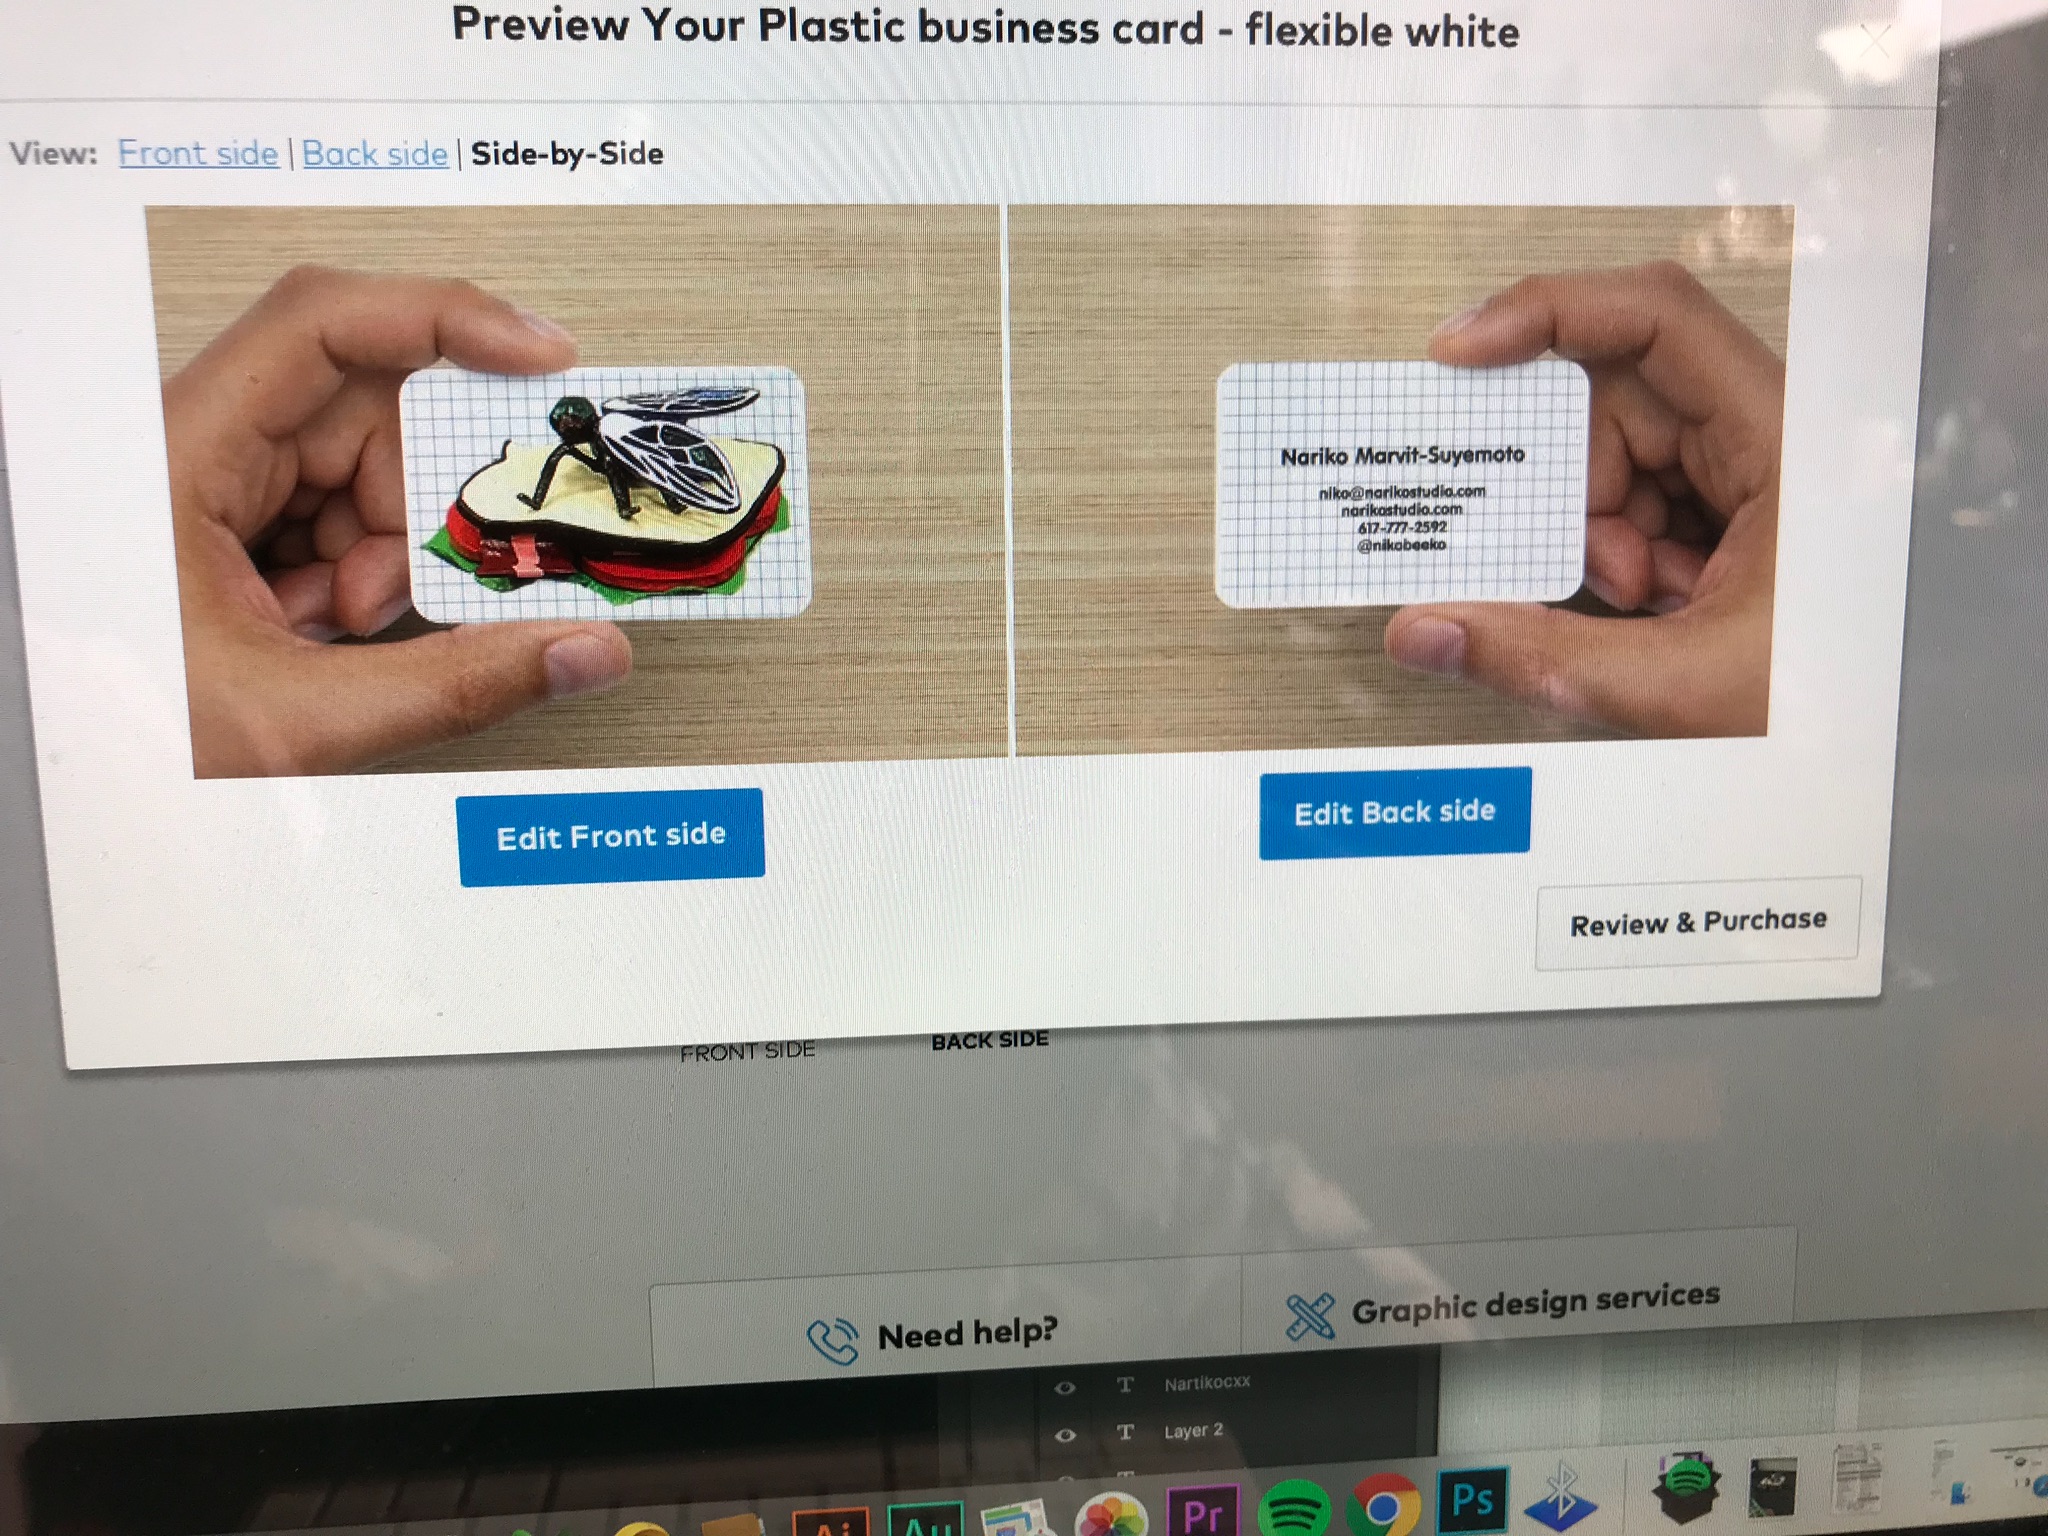 Preview Your Plastic business card - flexible white
View: Front side | Back side | Side-by-Side
Nariko Marvit-Suyemoto
niko@narikostudio.com
narikostudio.com
617-777-2592
@nikobeeko
Edit Front side
Edit Back side
Review & Purchase
FRONT SIDE
BACK SIDE
Need help?
Graphic design services
T Nartikocxx
T Layer 2
Ai
Au
Pr
Ps